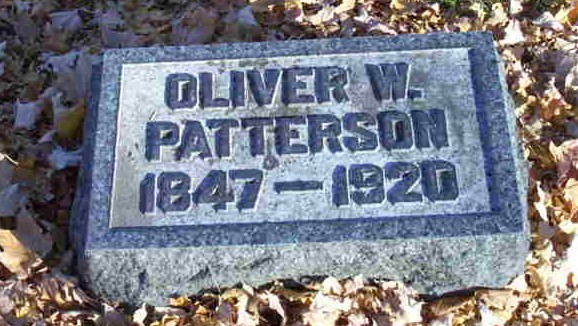 OLIVER W.
PATTERSON
1847-1920